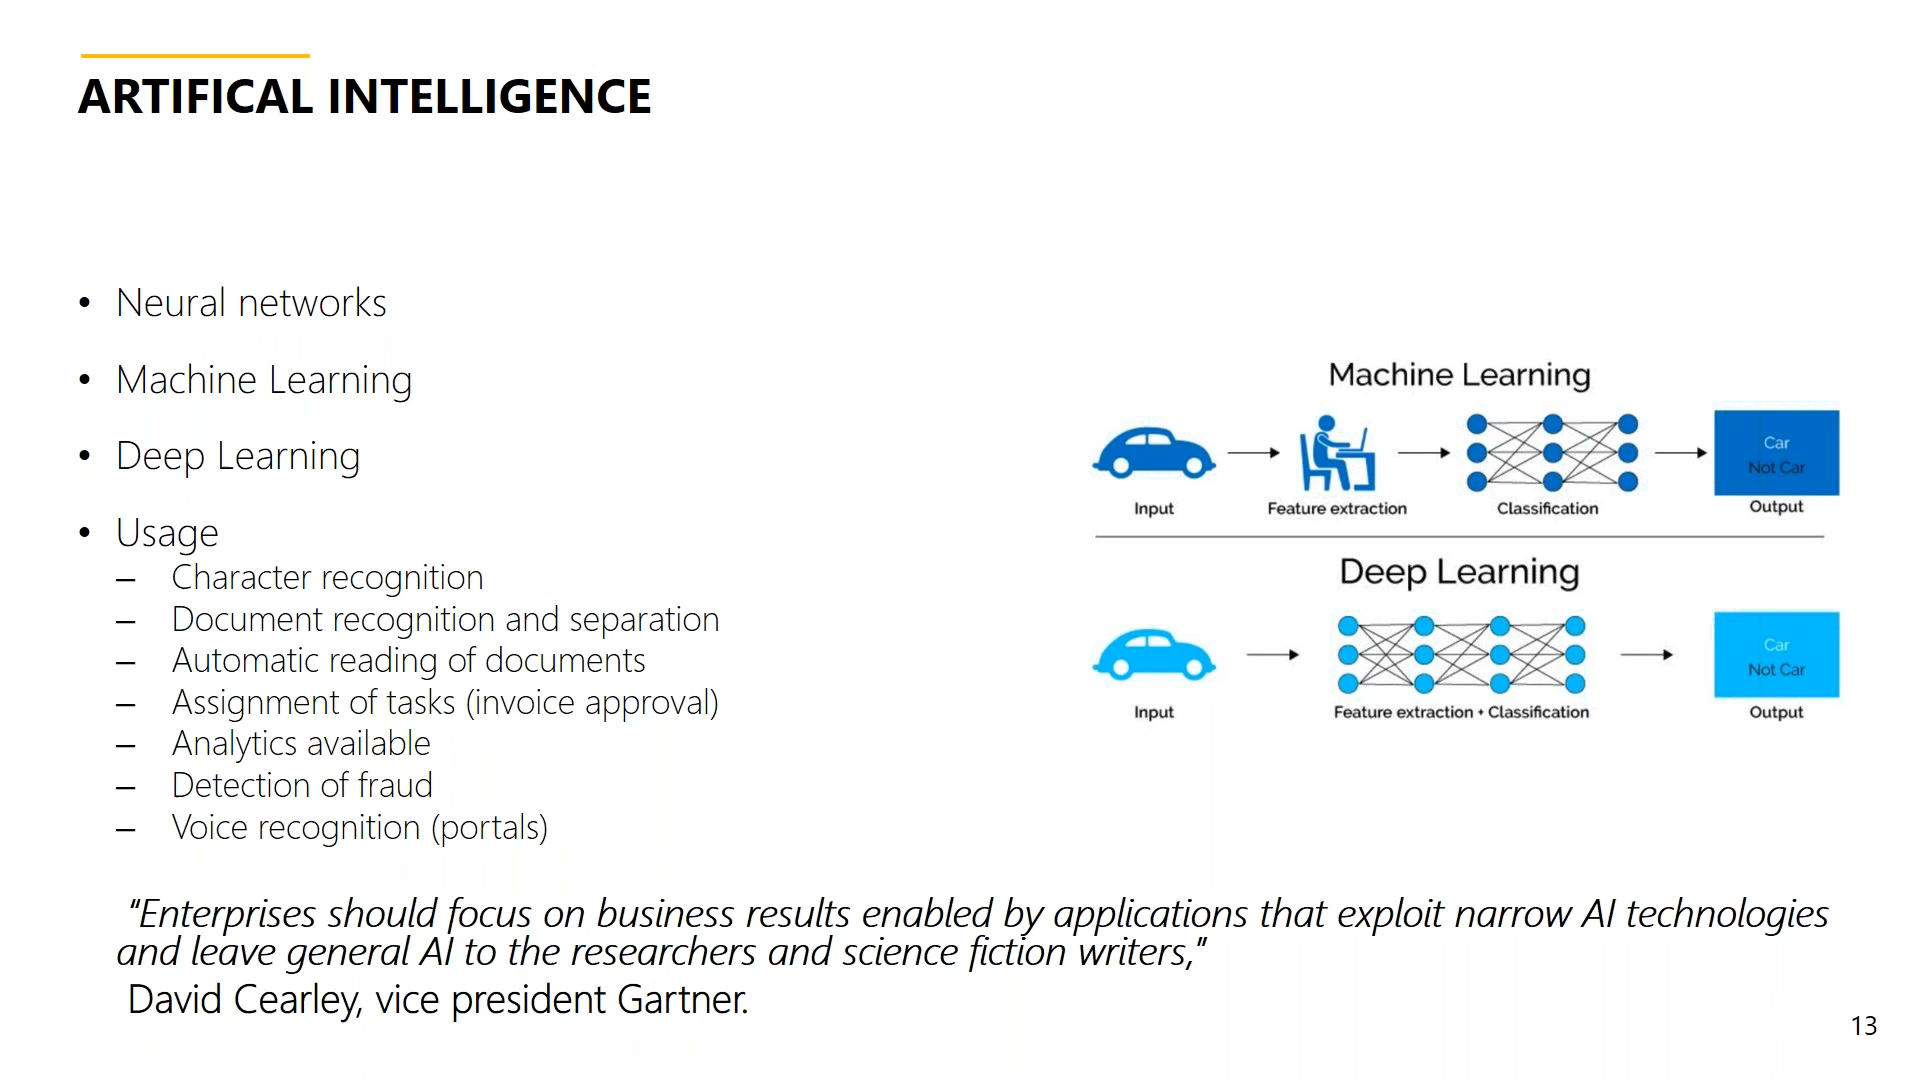 ARTIFICAL INTELLIGENCE
• Neural networks
• Machine Learning
• Deep Learning
• Usage
– Character recognition
– Document recognition and separation
– Automatic reading of documents
– Assignment of tasks (invoice approval)
– Analytics available
– Detection of fraud
– Voice recognition (portals)
Machine Learning
Car
Not Car
Input
Feature extraction
Classification
Output
Deep Learning
Car
Not Car
Input
Feature extraction + Classification
Output
"Enterprises should focus on business results enabled by applications that exploit narrow AI technologies
and leave general AI to the researchers and science fiction writers,"
David Cearley, vice president Gartner.
13